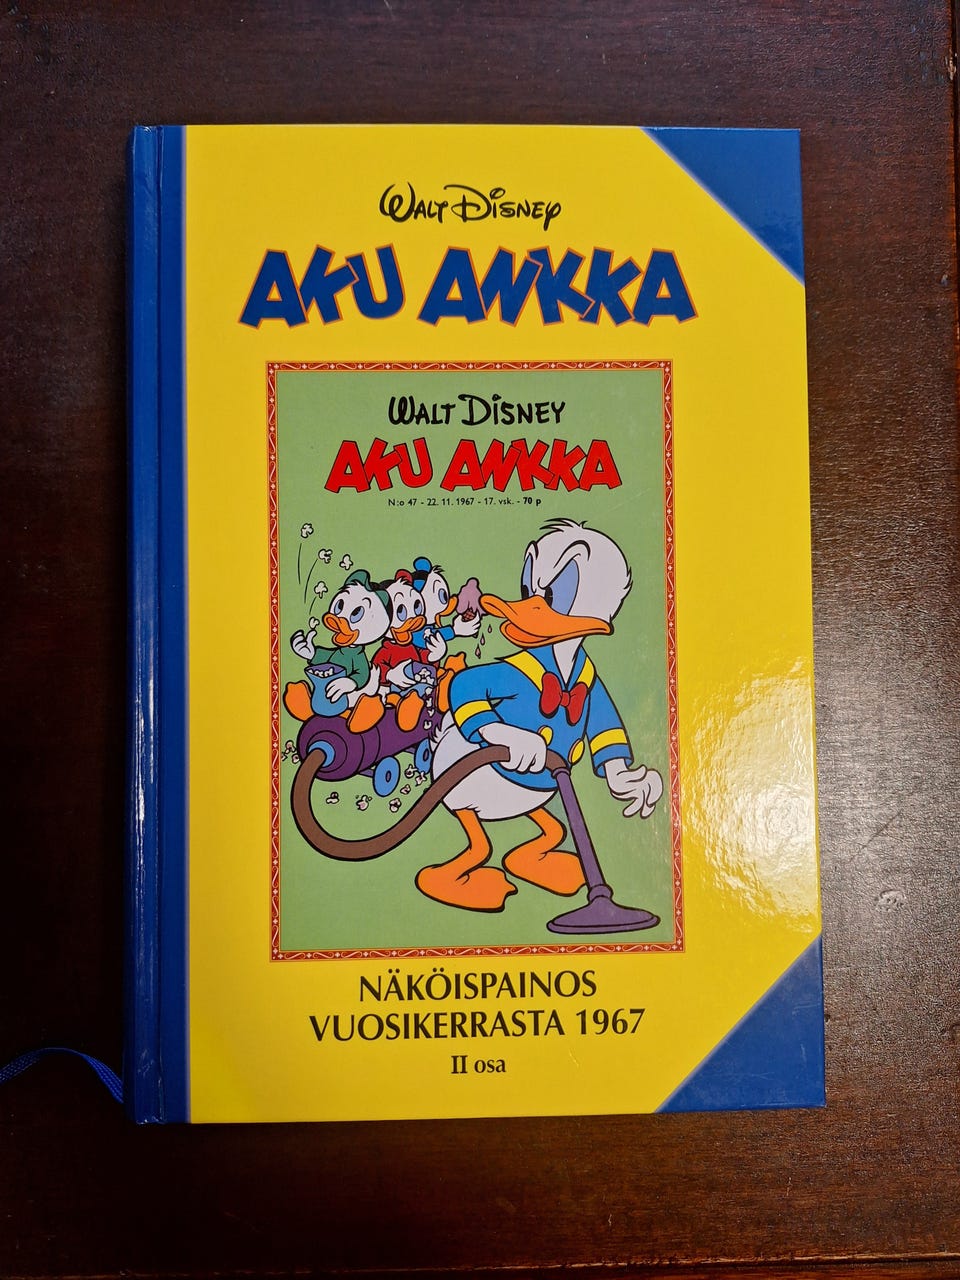 WALT DISNEY
AKU ANKKA
WALT DISNEY
AKU ANKKA
N:o 47 - 22. 11. 1967 - 17. vsk. - 70 p
NÄKÖISPAINOS
VUOSIKERRASTA 1967
II osa